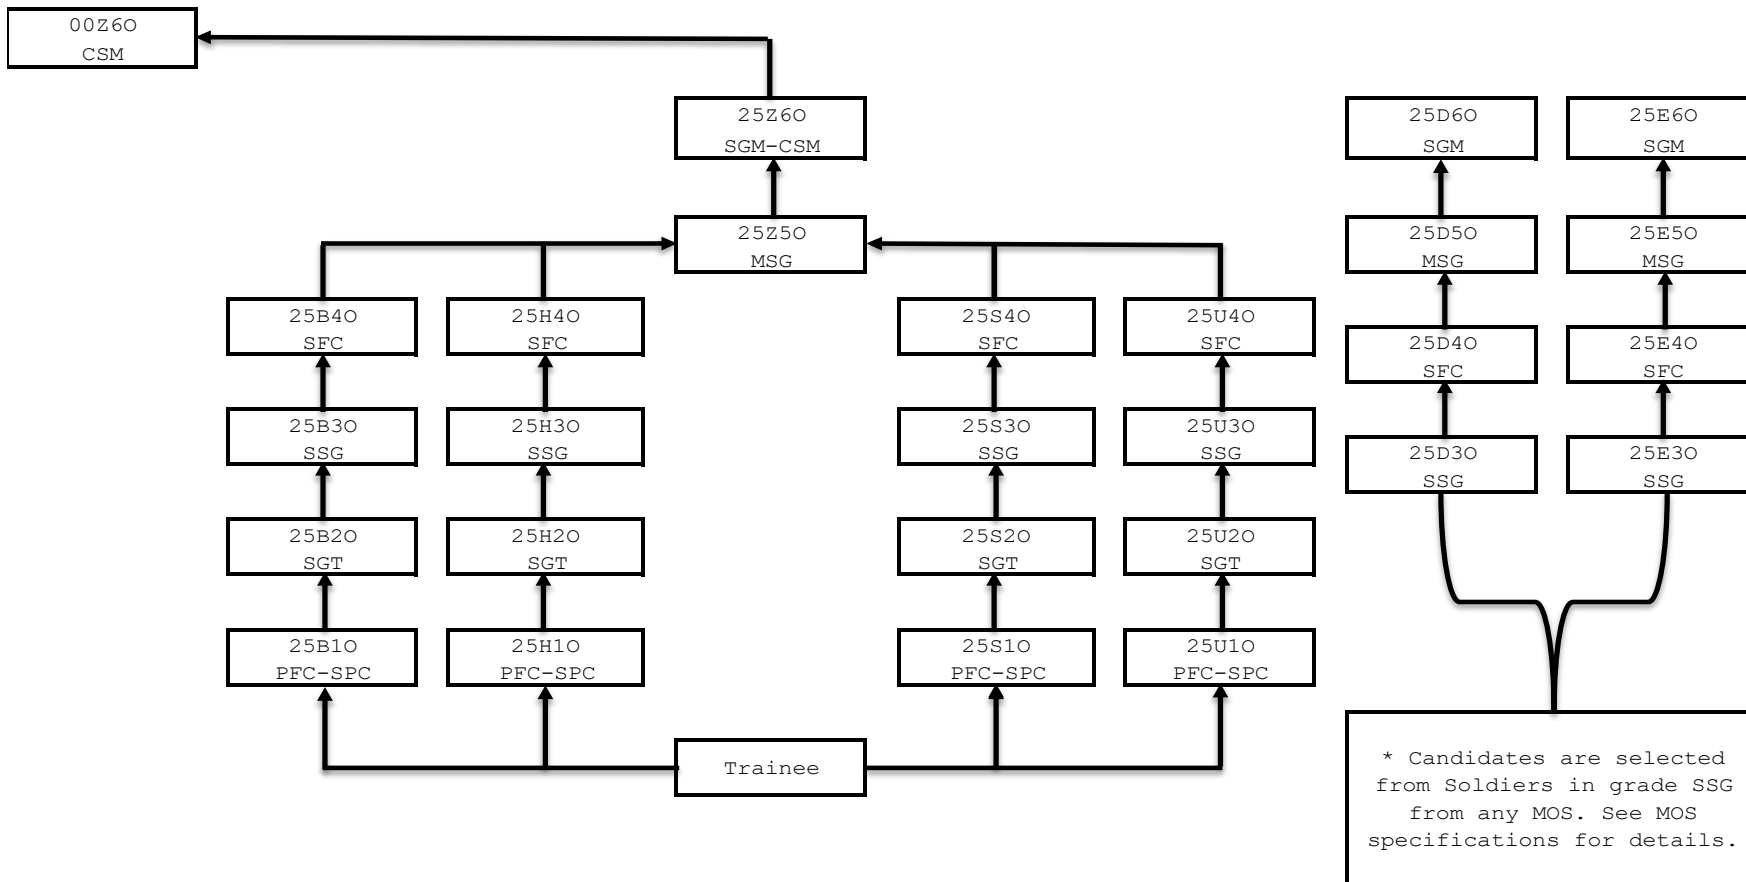 00Z6O
CSM
25Z6O
SGM-CSM
25D6O
SGM
25E6O
SGM
25Z5O
MSG
25D5O
MSG
25E5O
MSG
25B4O
SFC
25H4O
SFC
25S4O
SFC
25U4O
SFC
25D4O
SFC
25E4O
SFC
25B3O
SSG
25H3O
SSG
25S3O
SSG
25U3O
SSG
25D3O
SSG
25E3O
SSG
25B2O
SGT
25H2O
SGT
25S2O
SGT
25U2O
SGT
25B1O
PFC-SPC
25H1O
PFC-SPC
25S1O
PFC-SPC
25U1O
PFC-SPC
Trainee
* Candidates are selected
from Soldiers in grade SSG
from any MOS. See MOS
specifications for details.